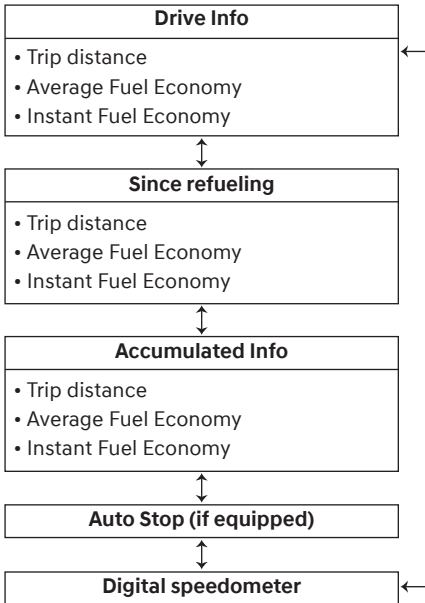 Drive Info
• Trip distance
• Average Fuel Economy
• Instant Fuel Economy
Since refueling
• Trip distance
• Average Fuel Economy
• Instant Fuel Economy
Accumulated Info
• Trip distance
• Average Fuel Economy
• Instant Fuel Economy
Auto Stop (if equipped)
Digital speedometer